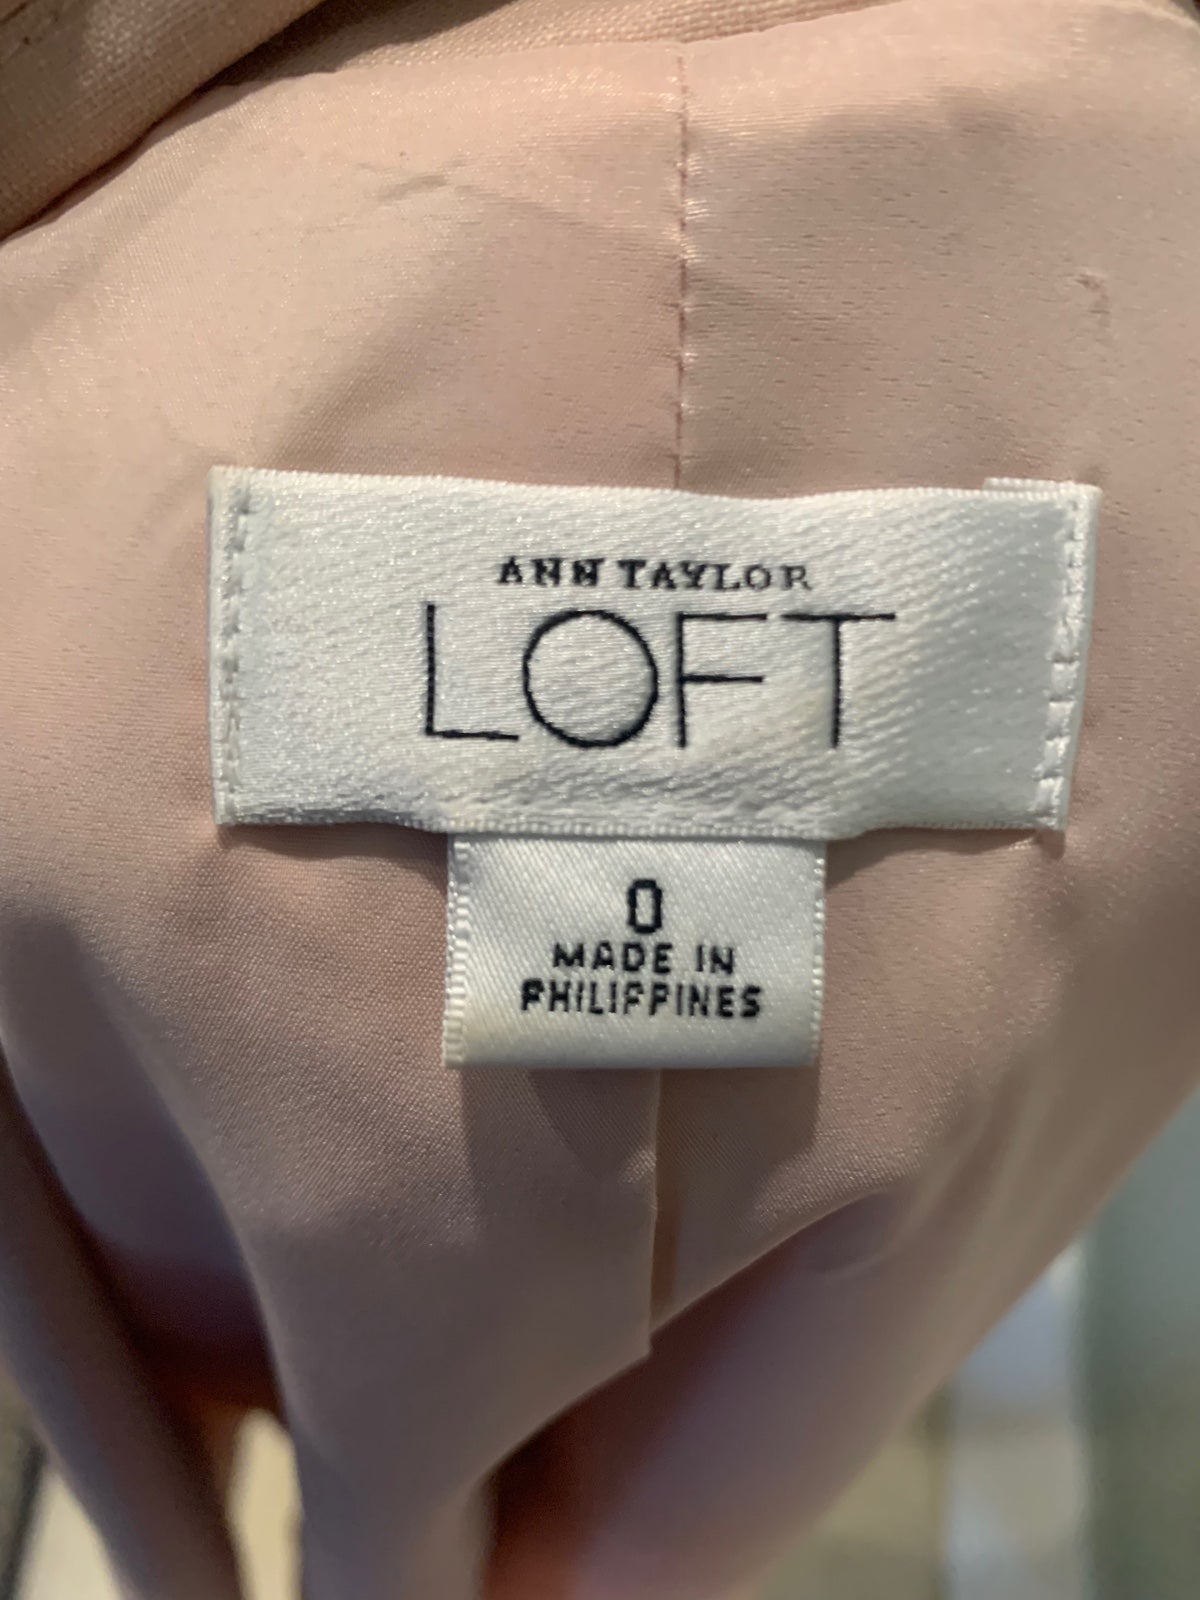 ANN TAYLOR
LOFT
0
MADE IN
PHILIPPINES